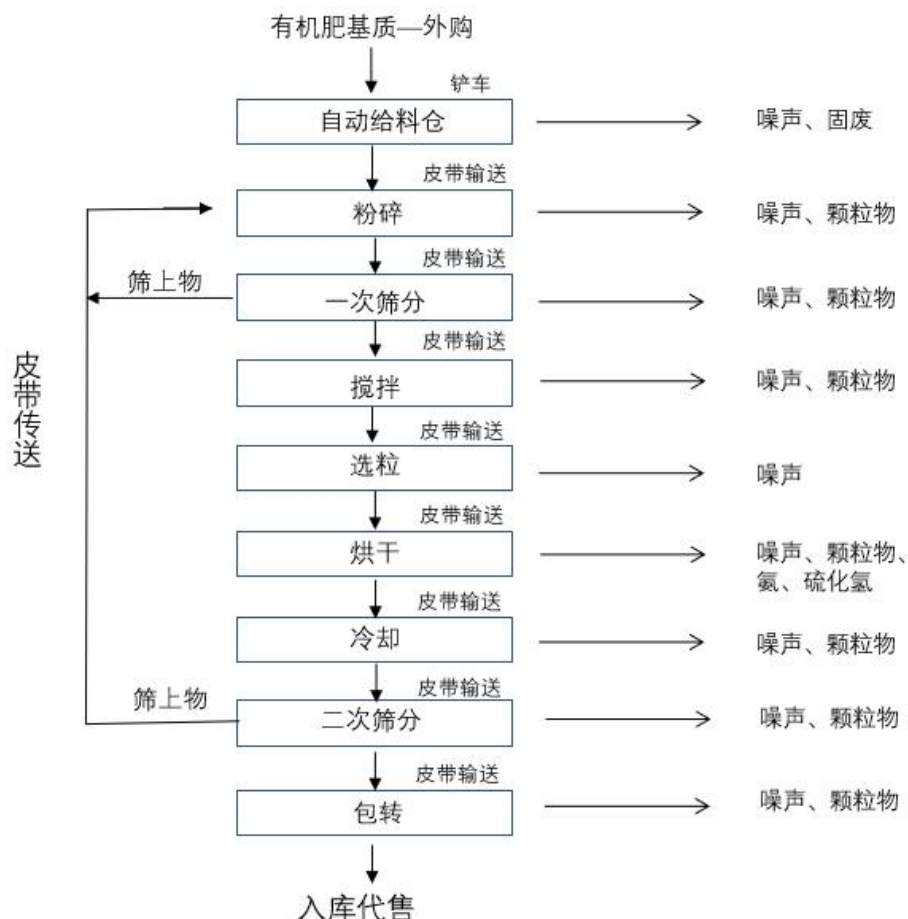 有机肥基质—外购
铲车
自动给料仓
噪声、固废
皮带输送
粉碎
噪声、颗粒物
皮带输送
筛上物
一次筛分
噪声、颗粒物
皮带输送
皮带传送
搅拌
噪声、颗粒物
皮带输送
选粒
噪声
皮带输送
烘干
噪声、颗粒物、
氨、硫化氢
皮带输送
冷却
噪声、颗粒物
皮带输送
筛上物
二次筛分
噪声、颗粒物
皮带输送
包转
噪声、颗粒物
入库代售